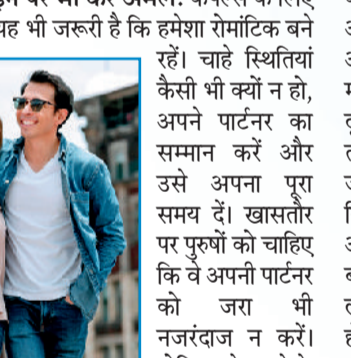 यह भी जरूरी है कि हमेशा रोमांटिक बने
रहें। चाहे स्थितियां
कैसी भी क्यों न हो,
अपने पार्टनर का
सम्मान करें और
उसे अपना पूरा
समय दें। खासतौर
पर पुरुषों को चाहिए
कि वे अपनी पार्टनर
को जरा भी
नजरंदाज न करें।